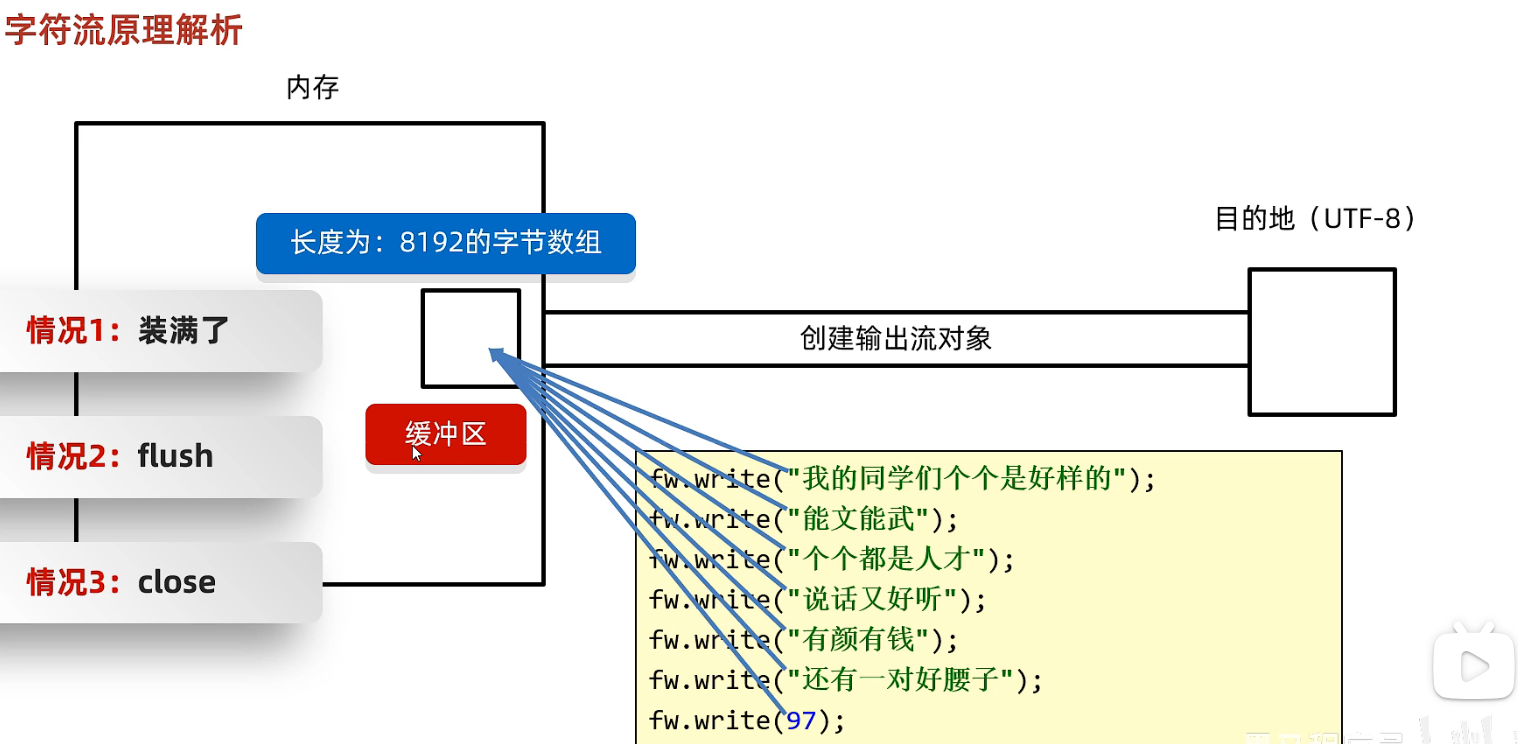 字符流原理解析
内存
长度为：8192的字节数组
目的地（UTF-8）
情况1：装满了
创建输出流对象
缓冲区
情况2：flush
情况3：close
fw.write("我的同学们个个是好样的");
fw.write("能文能武");
fw.write("个个都是人才");
fw.write("说话又好听");
fw.write("有颜有钱");
fw.write("还有一对好腰子");
fw.write(97);